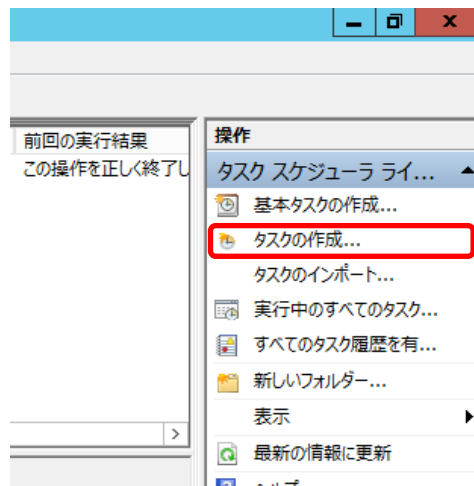 前回の実行結果
この操作を正しく終了し
操作
タスク スケジューラ ライ...
基本タスクの作成...
タスクの作成...
タスクのインポート...
実行中のすべてのタスク...
すべてのタスク履歴を有...
新しいフォルダー...
表示
最新の情報に更新